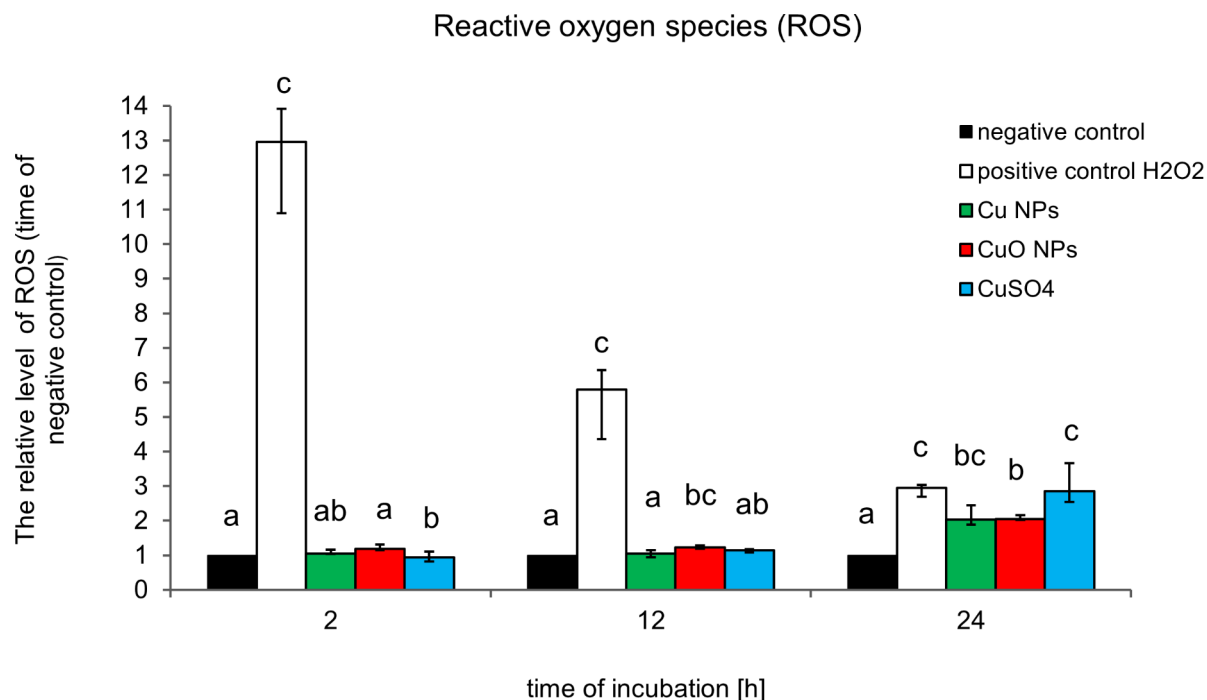 Reactive oxygen species (ROS)
The relative level of ROS (time of
negative control)
14
13
12
11
10
9
8
7
6
5
4
3
2
1
0
c
a
ab
a
b
c
a
a
bc
ab
c
a
bc
b
c
negative control
positive control H2O2
Cu NPs
CuO NPs
CuSO4
2
12
24
time of incubation [h]